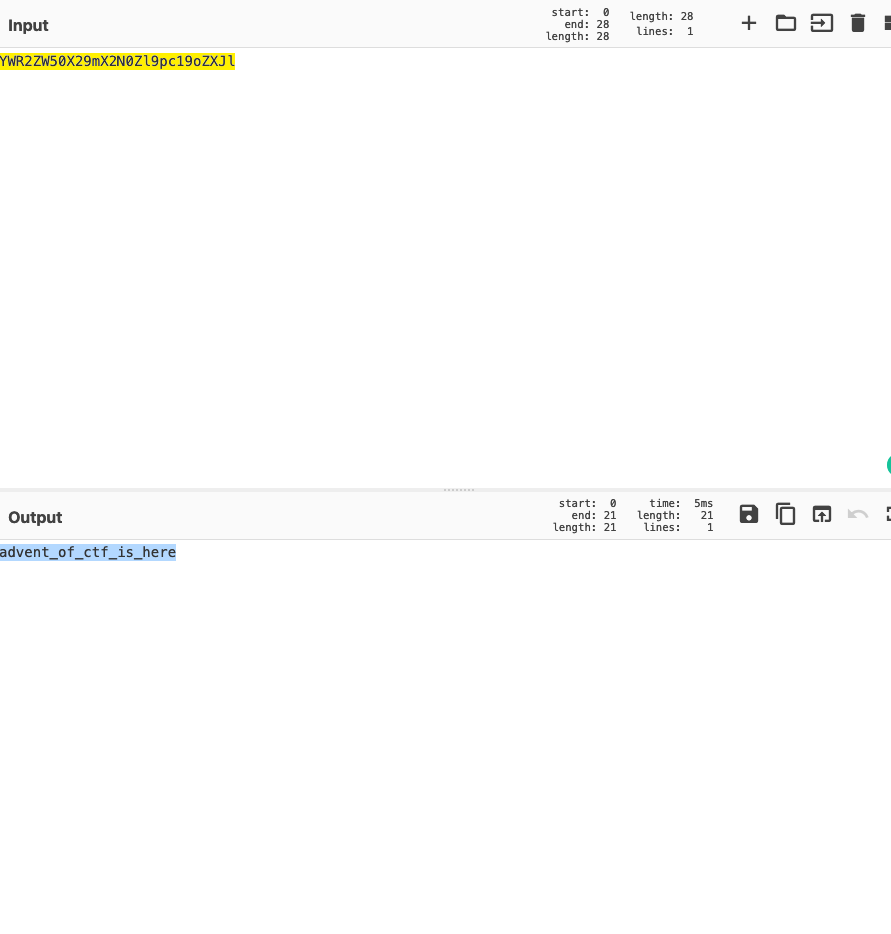 Input
start: 0
end: 28
length: 28
length: 28
lines: 1
YWR2ZW50X29mX2N0Zl9pc19oZXJl
Output
start: 0
end: 21
length: 21
time: 5ms
length: 21
lines: 1
advent_of_ctf_is_here